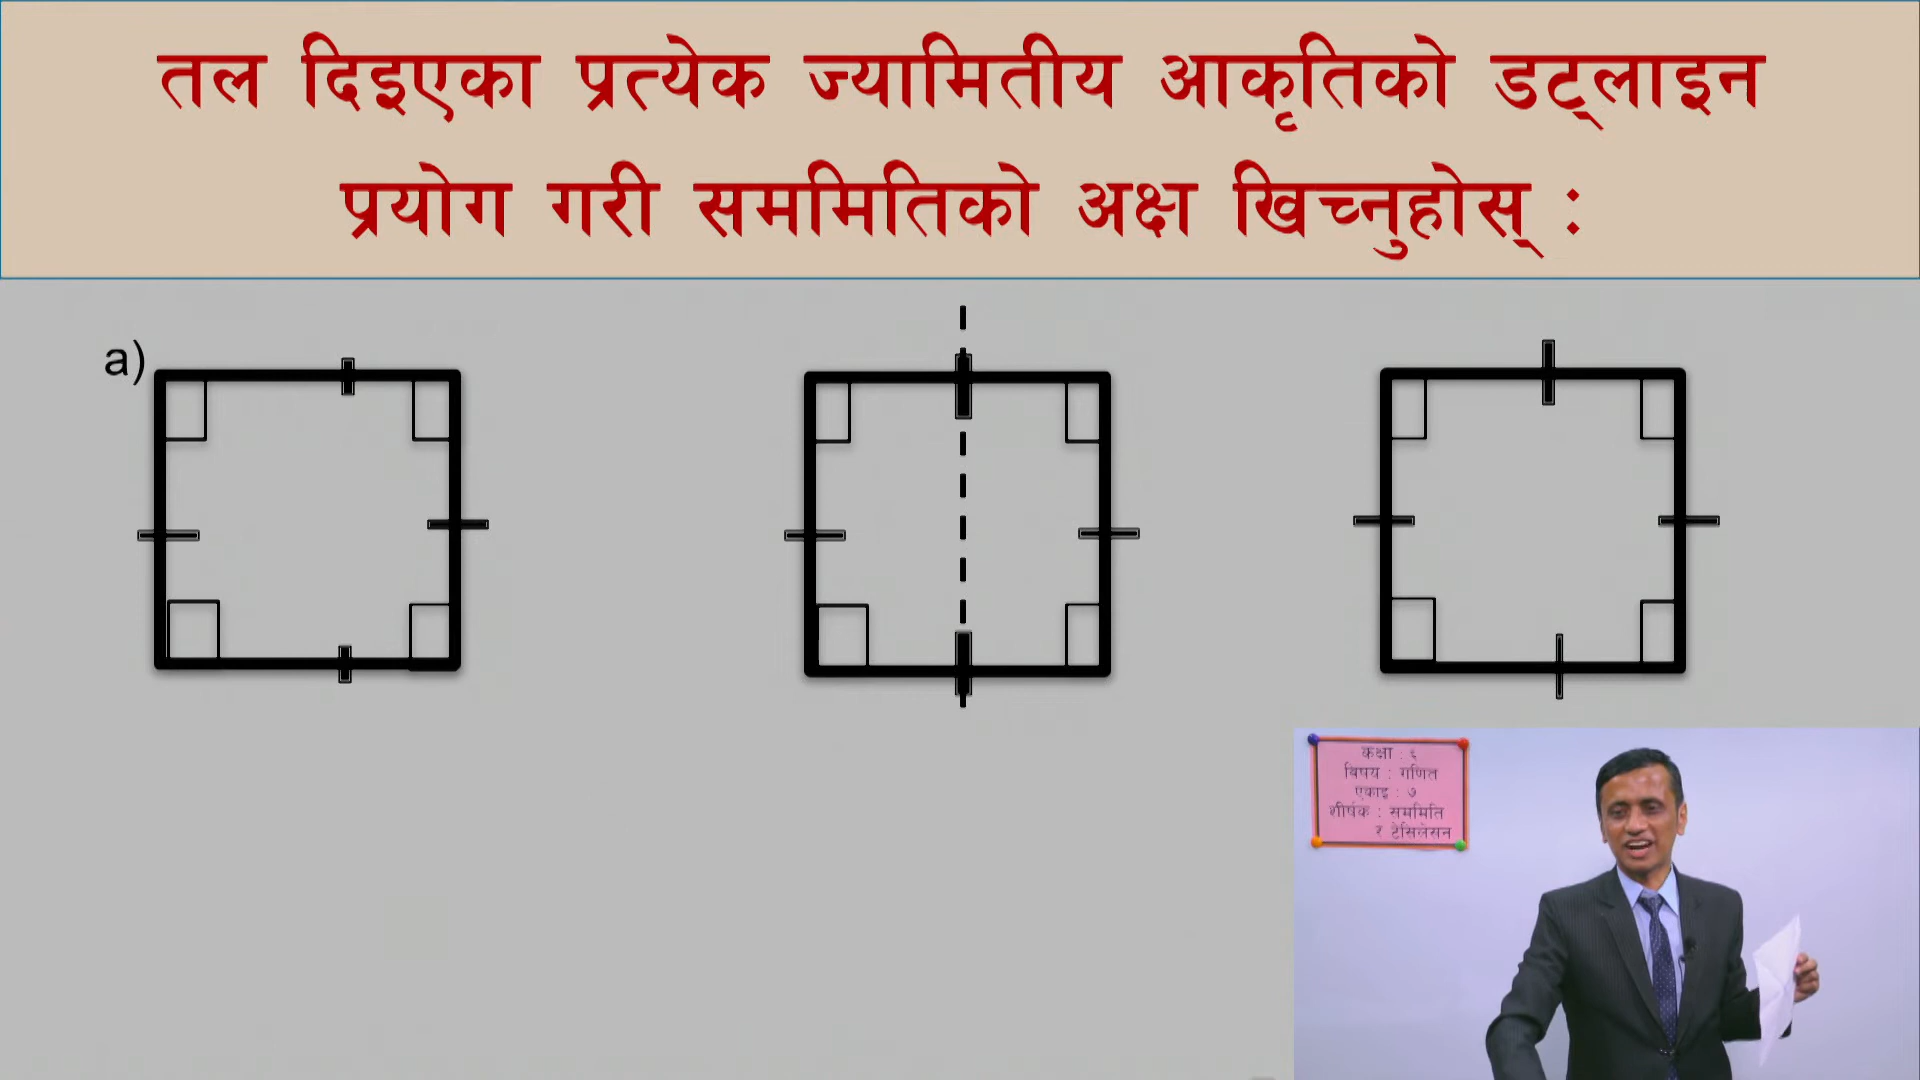 तल दिइएका प्रत्येक ज्यामितीय आकृतिको डट्लाइन
प्रयोग गरी सममितिको अक्ष खिच्नुहोस् :
a)
कक्षा : ६
बिषय : गणित
एकाइ : ७
शीर्षक : सममिति
र टेसिलेसन